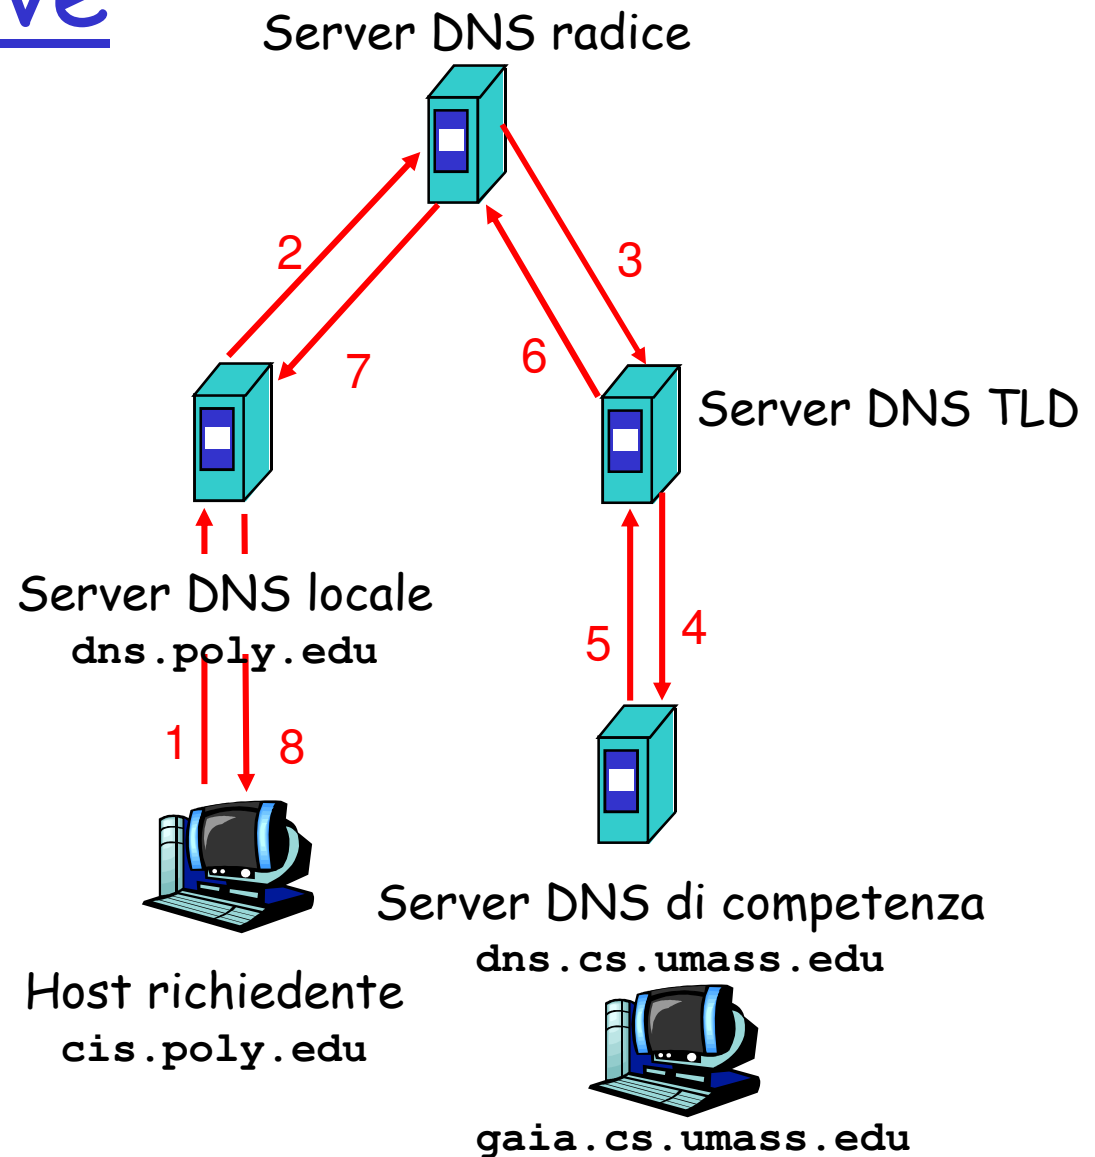 ve
Server DNS radice
2
3
7
6
Server DNS TLD
Server DNS locale
dns.poly.edu
5
4
1
8
Server DNS di competenza
dns.cs.umass.edu
Host richiedente
cis.poly.edu
gaia.cs.umass.edu